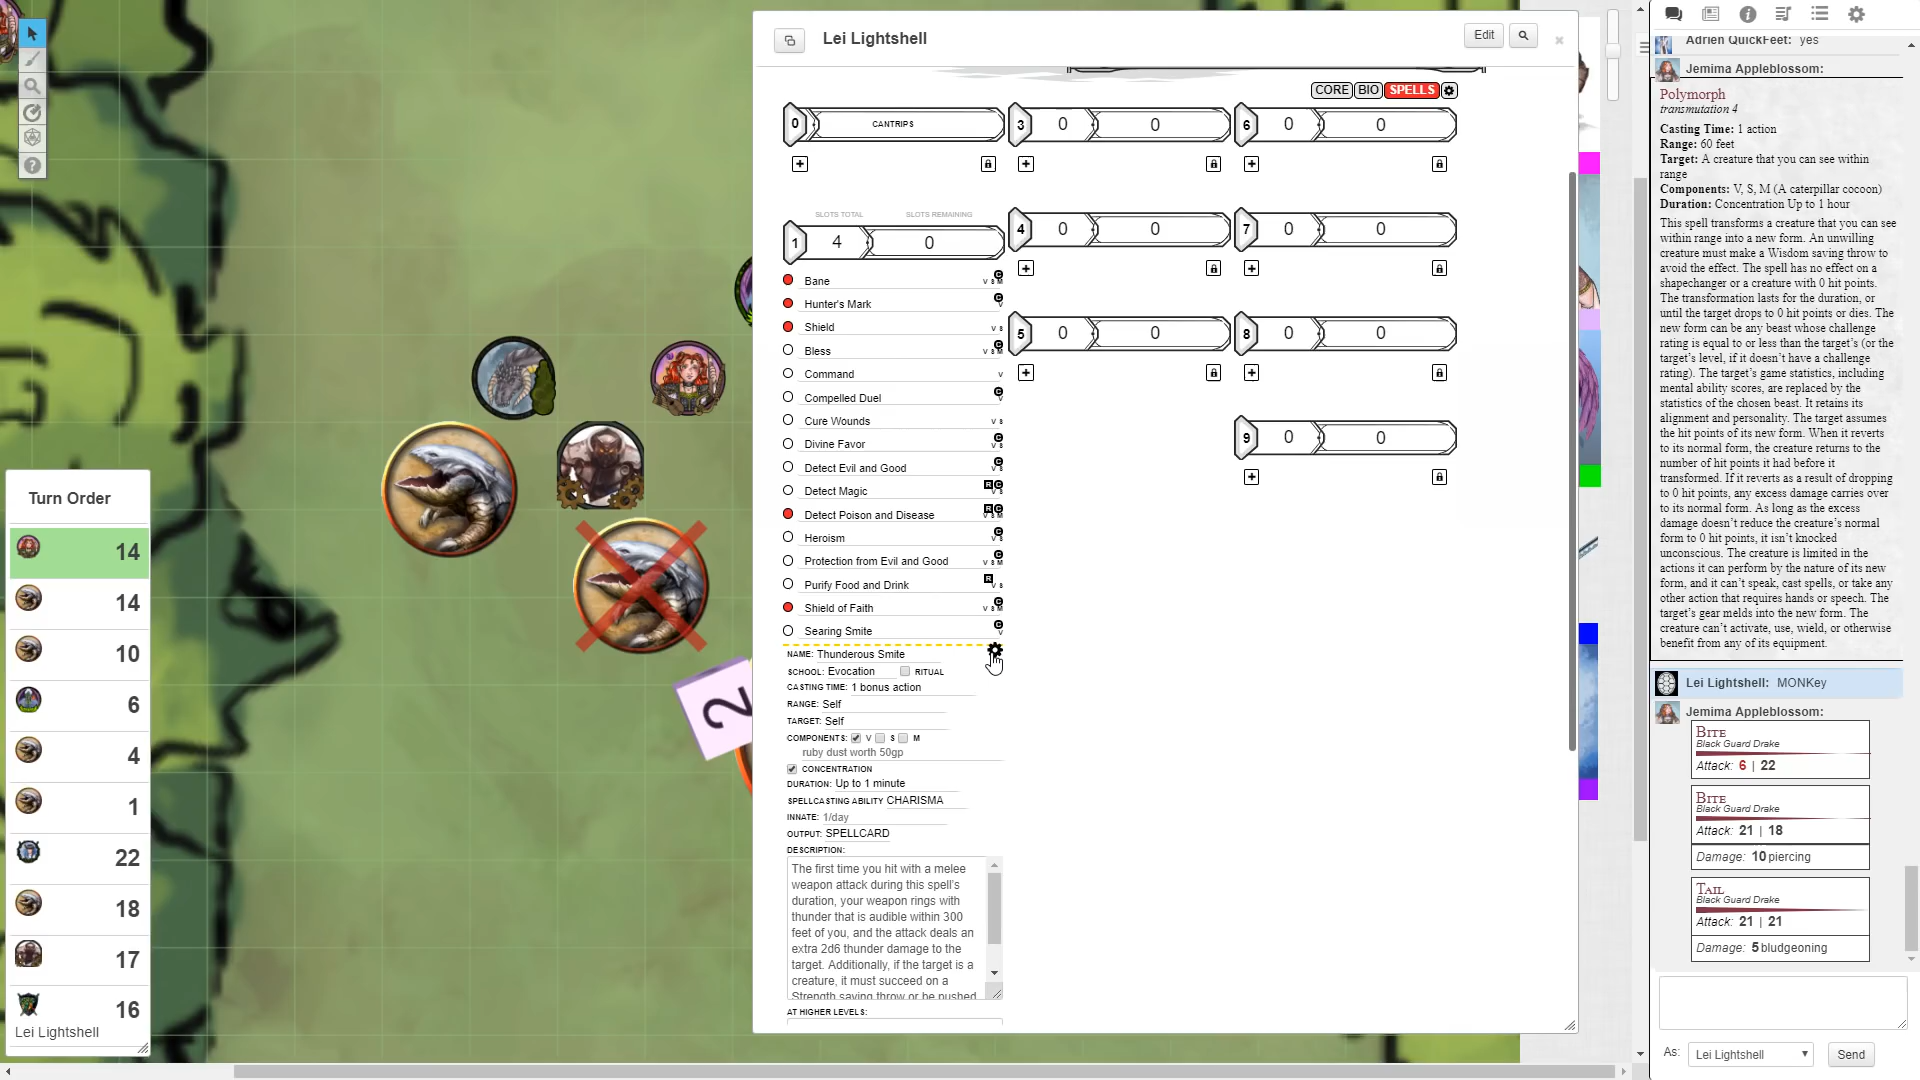 Lei Lightshell
Edit
CORE BIO SPELLS
0 CANTRIPS
3 0 0
6 0 0
SLOTS TOTAL SLOTS REMAINING
1 4 0
4 0 0
7 0 0
5 0 0
8 0 0
9 0 0
Bane V S M C
Hunter's Mark C V
Shield V S
Bless C V S M
Command V
Compelled Duel C V
Cure Wounds V S
Divine Favor C V S
Detect Evil and Good C V S
Detect Magic R C V S
Detect Poison and Disease R C V S M
Heroism C V S
Protection from Evil and Good C V S M
Purify Food and Drink R V S
Shield of Faith C V S M
Searing Smite C V
NAME: Thunderous Smite
SCHOOL: Evocation RITUAL
CASTING TIME: 1 bonus action
RANGE: Self
TARGET: Self
COMPONENTS: V S M
ruby dust worth 50gp
CONCENTRATION
DURATION: Up to 1 minute
SPELLCASTING ABILITY CHARISMA
INNATE: 1/day
OUTPUT: SPELLCARD
DESCRIPTION:
The first time you hit with a melee
weapon attack during this spell's
duration, your weapon rings with
thunder that is audible within 300
feet of you, and the attack deals an
extra 2d6 thunder damage to the
target. Additionally, if the target is a
creature, it must succeed on a
Strength saving throw or be pushed
AT HIGHER LEVELS:
2
Turn Order
14
14
10
6
4
1
22
18
17
16
Lei Lightshell
Adrien QuickFeet: yes
Jemima Appleblossom:
Polymorph
transmutation 4
Casting Time: 1 action
Range: 60 feet
Target: A creature that you can see within
range
Components: V, S, M (A caterpillar cocoon)
Duration: Concentration Up to 1 hour
This spell transforms a creature that you can see
within range into a new form. An unwilling
creature must make a Wisdom saving throw to
avoid the effect. The spell has no effect on a
shapechanger or a creature with 0 hit points.
The transformation lasts for the duration, or
until the target drops to 0 hit points or dies. The
new form can be any beast whose challenge
rating is equal to or less than the target's (or the
target's level, if it doesn't have a challenge
rating). The target's game statistics, including
mental ability scores, are replaced by the
statistics of the chosen beast. It retains its
alignment and personality. The target assumes
the hit points of its new form. When it reverts
to its normal form, the creature returns to the
number of hit points it had before it
transformed. If it reverts as a result of dropping
to 0 hit points, any excess damage carries over
to its normal form. As long as the excess
damage doesn't reduce the creature's normal
form to 0 hit points, it isn't knocked
unconscious. The creature is limited in the
actions it can perform by the nature of its new
form, and it can't speak, cast spells, or take any
other action that requires hands or speech. The
target's gear melds into the new form. The
creature can't activate, use, wield, or otherwise
benefit from any of its equipment.
Lei Lightshell: MONKey
Jemima Appleblossom:
BITE
Black Guard Drake
Attack: 6 | 22
BITE
Black Guard Drake
Attack: 21 | 18
Damage: 10 piercing
TAIL
Black Guard Drake
Attack: 21 | 21
Damage: 5 bludgeoning
As: Lei Lightshell Send